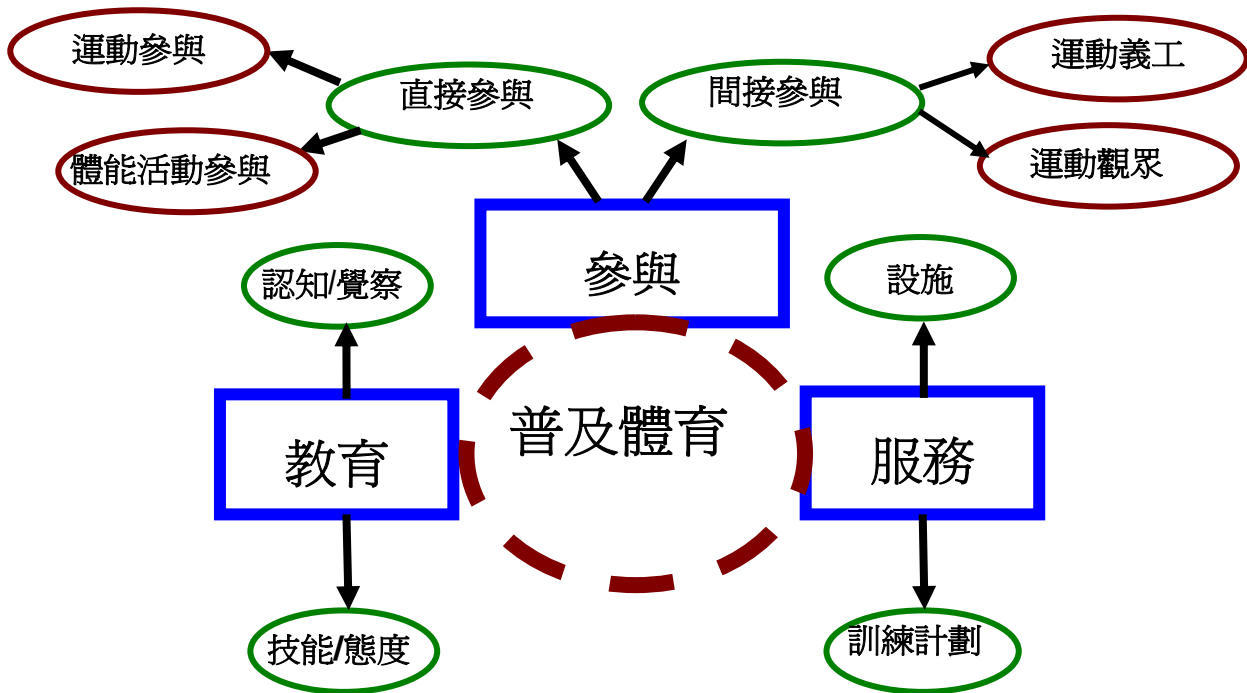 運動參與
運動義工
直接參與
間接參與
體能活動參與
運動觀眾
參與
認知/覺察
設施
普及體育
教育
服務
技能/態度
訓練計劃